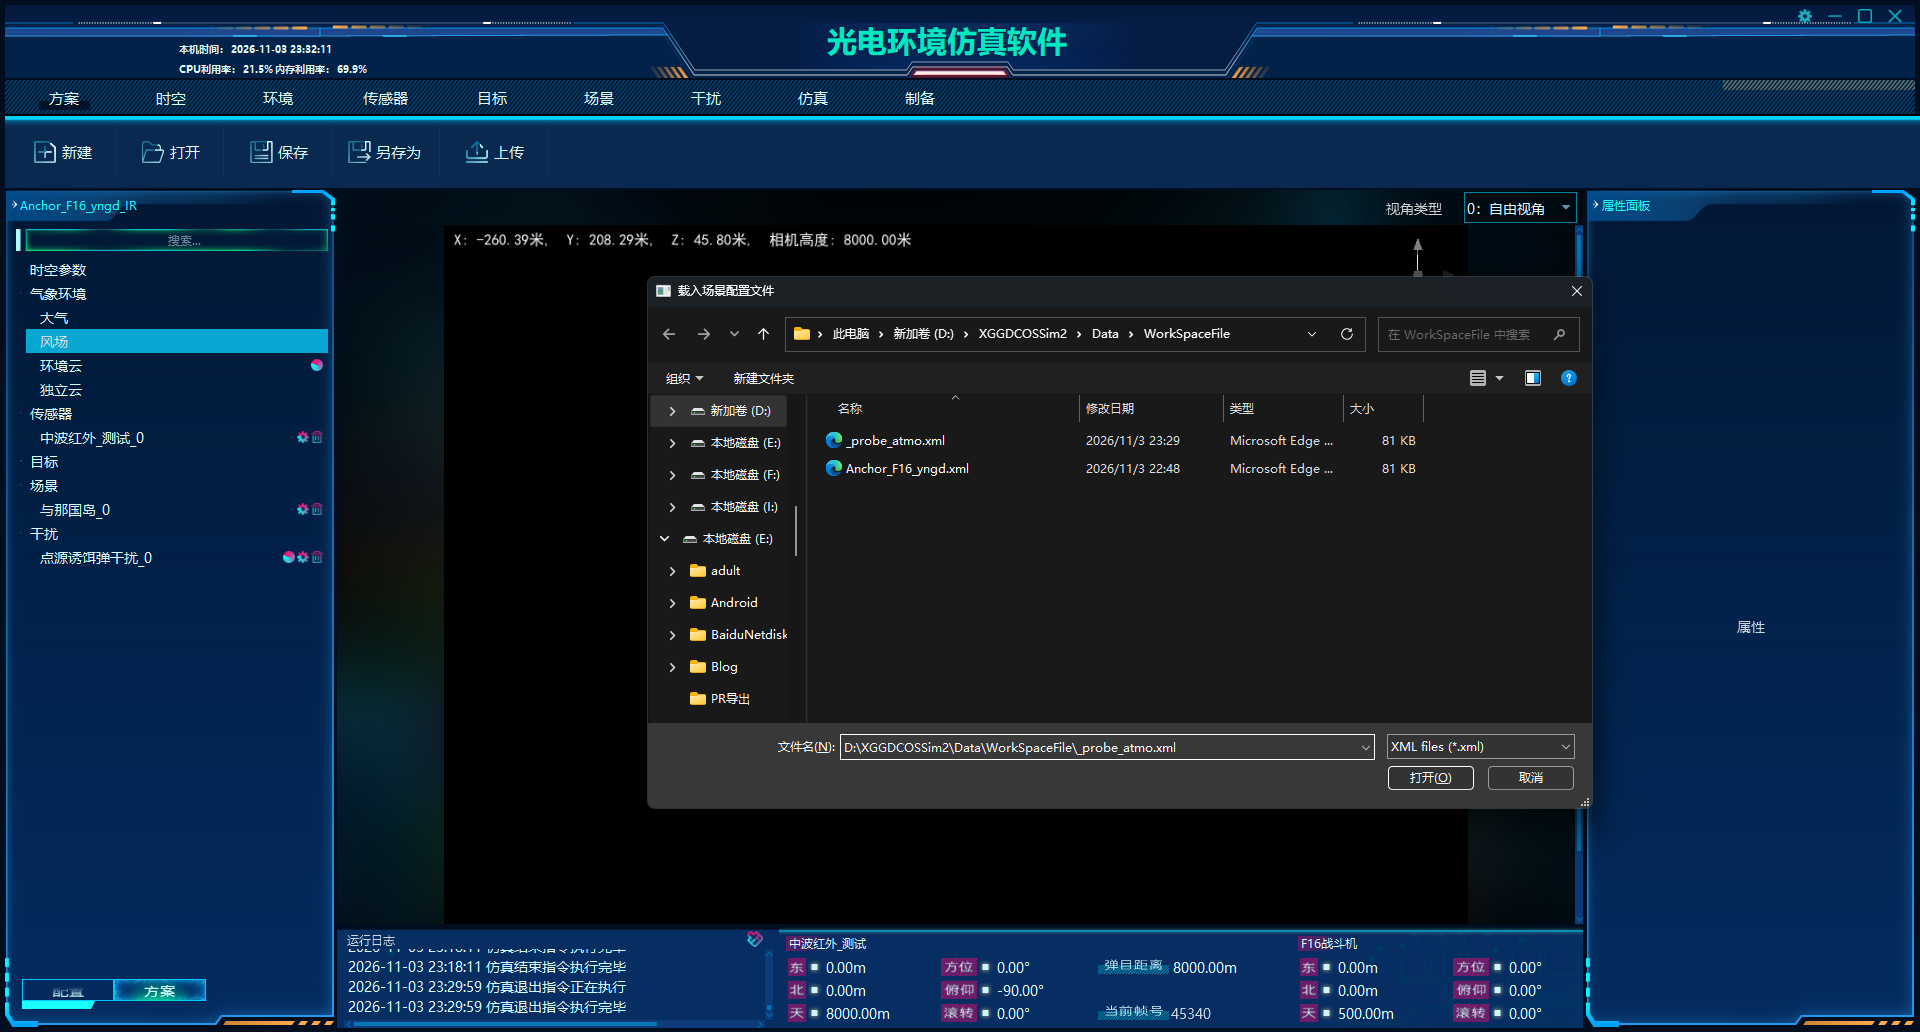 光电环境仿真软件
本机时间： 2026-11-03 23:32:11
CPU利用率： 21.5% 内存利用率： 69.9%
方案 时空 环境 传感器 目标 场景 干扰 仿真 制备
新建 打开 保存 另存为 上传
Anchor_F16_yngd_IR
搜索...
时空参数
气象环境
大气
风场
环境云
独立云
传感器
中波红外_测试_0
目标
场景
与那国岛_0
干扰
点源诱饵弹干扰_0
配置 方案
视角类型 0：自由视角
X: -260.39米, Y: 208.29米, Z: 45.80米, 相机高度: 8000.00米
载入场景配置文件
此电脑 › 新加卷 (D:) › XGGDCOSSim2 › Data › WorkSpaceFile
在 WorkSpaceFile 中搜索
组织 新建文件夹
新加卷 (D:)
本地磁盘 (E:)
本地磁盘 (F:)
本地磁盘 (I:)
本地磁盘 (E:)
adult
Android
BaiduNetdisk
Blog
PR导出
名称 修改日期 类型 大小
_probe_atmo.xml 2026/11/3 23:29 Microsoft Edge ... 81 KB
Anchor_F16_yngd.xml 2026/11/3 22:48 Microsoft Edge ... 81 KB
文件名(N): D:\XGGDCOSSim2\Data\WorkSpaceFile\_probe_atmo.xml XML files (*.xml)
打开(O) 取消
属性面板
属性
运行日志
2026-11-03 23:18:11 仿真结束指令执行完毕
2026-11-03 23:18:11 仿真结束指令执行完毕
2026-11-03 23:29:59 仿真退出指令正在执行
2026-11-03 23:29:59 仿真退出指令执行完毕
中波红外_测试
东 0.00m 方位 0.00° 弹目距离 8000.00m
北 0.00m 俯仰 -90.00°
天 8000.00m 滚转 0.00° 当前帧号 45340
F16战斗机
东 0.00m 方位 0.00°
北 0.00m 俯仰 0.00°
天 500.00m 滚转 0.00°